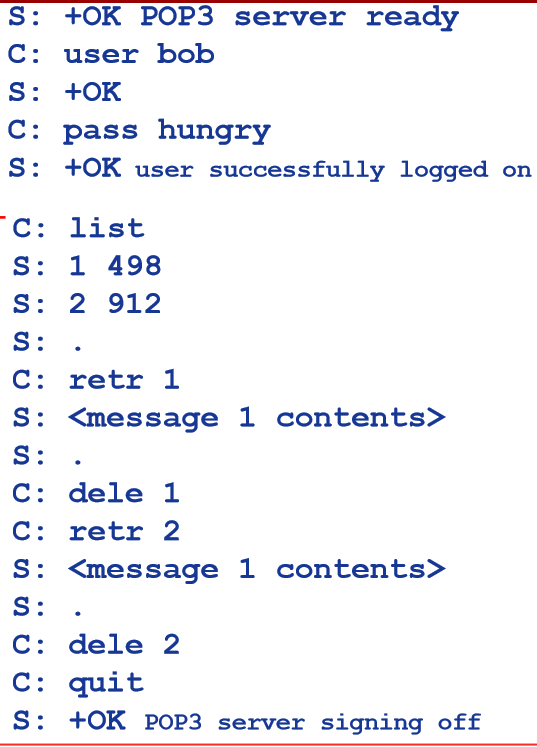 S: +OK POP3 server ready
C: user bob
S: +OK
C: pass hungry
S: +OK user successfully logged on
C: list
S: 1 498
S: 2 912
S: .
C: retr 1
S: <message 1 contents>
S: .
C: dele 1
C: retr 2
S: <message 1 contents>
S: .
C: dele 2
C: quit
S: +OK POP3 server signing off